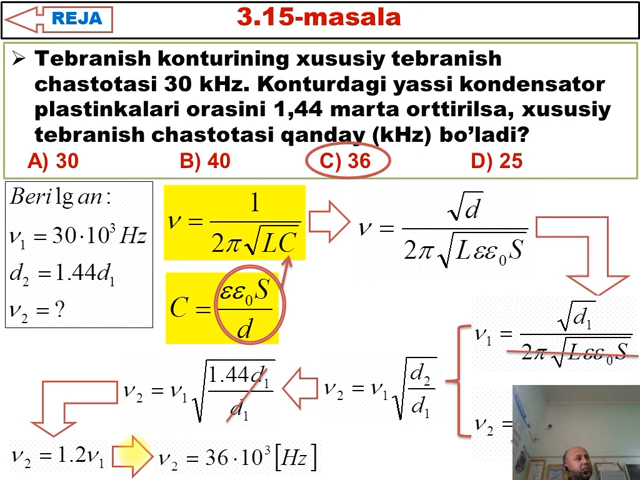 REJA
3.15-masala
➢ Tebranish konturining xususiy tebranish
chastotasi 30 kHz. Konturdagi yassi kondensator
plastinkalari orasini 1,44 marta orttirilsa, xususiy
tebranish chastotasi qanday (kHz) bo’ladi?
A) 30 B) 40 C) 36 D) 25
Berilgan:
ν₁ = 30·10³ Hz
d₂ = 1.44d₁
ν₂ = ?
ν = 1 / (2π√(LC))
ν = √d / (2π√(Lεε₀S))
C = εε₀S / d
ν₁ = √d₁ / (2π√(Lεε₀S))
ν₂ =
ν₂ = ν₁√(d₂/d₁)
ν₂ = ν₁√(1.44d₁/d₁)
ν₂ = 1.2ν₁
ν₂ = 36·10³ [Hz]